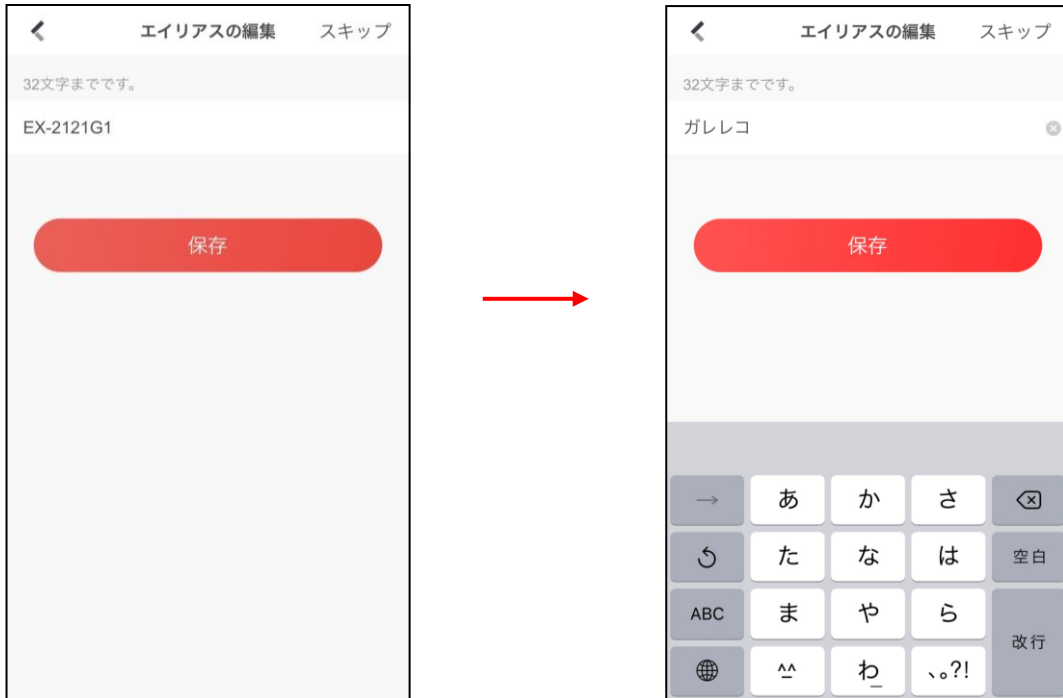 エイリアスの編集 スキップ
32文字までです。
EX-2121G1
保存
エイリアスの編集 スキップ
32文字までです。
ガレレコ
保存
→ あ か さ
た な は 空白
ABC ま や ら 改行
^^ わ_ 、。?!